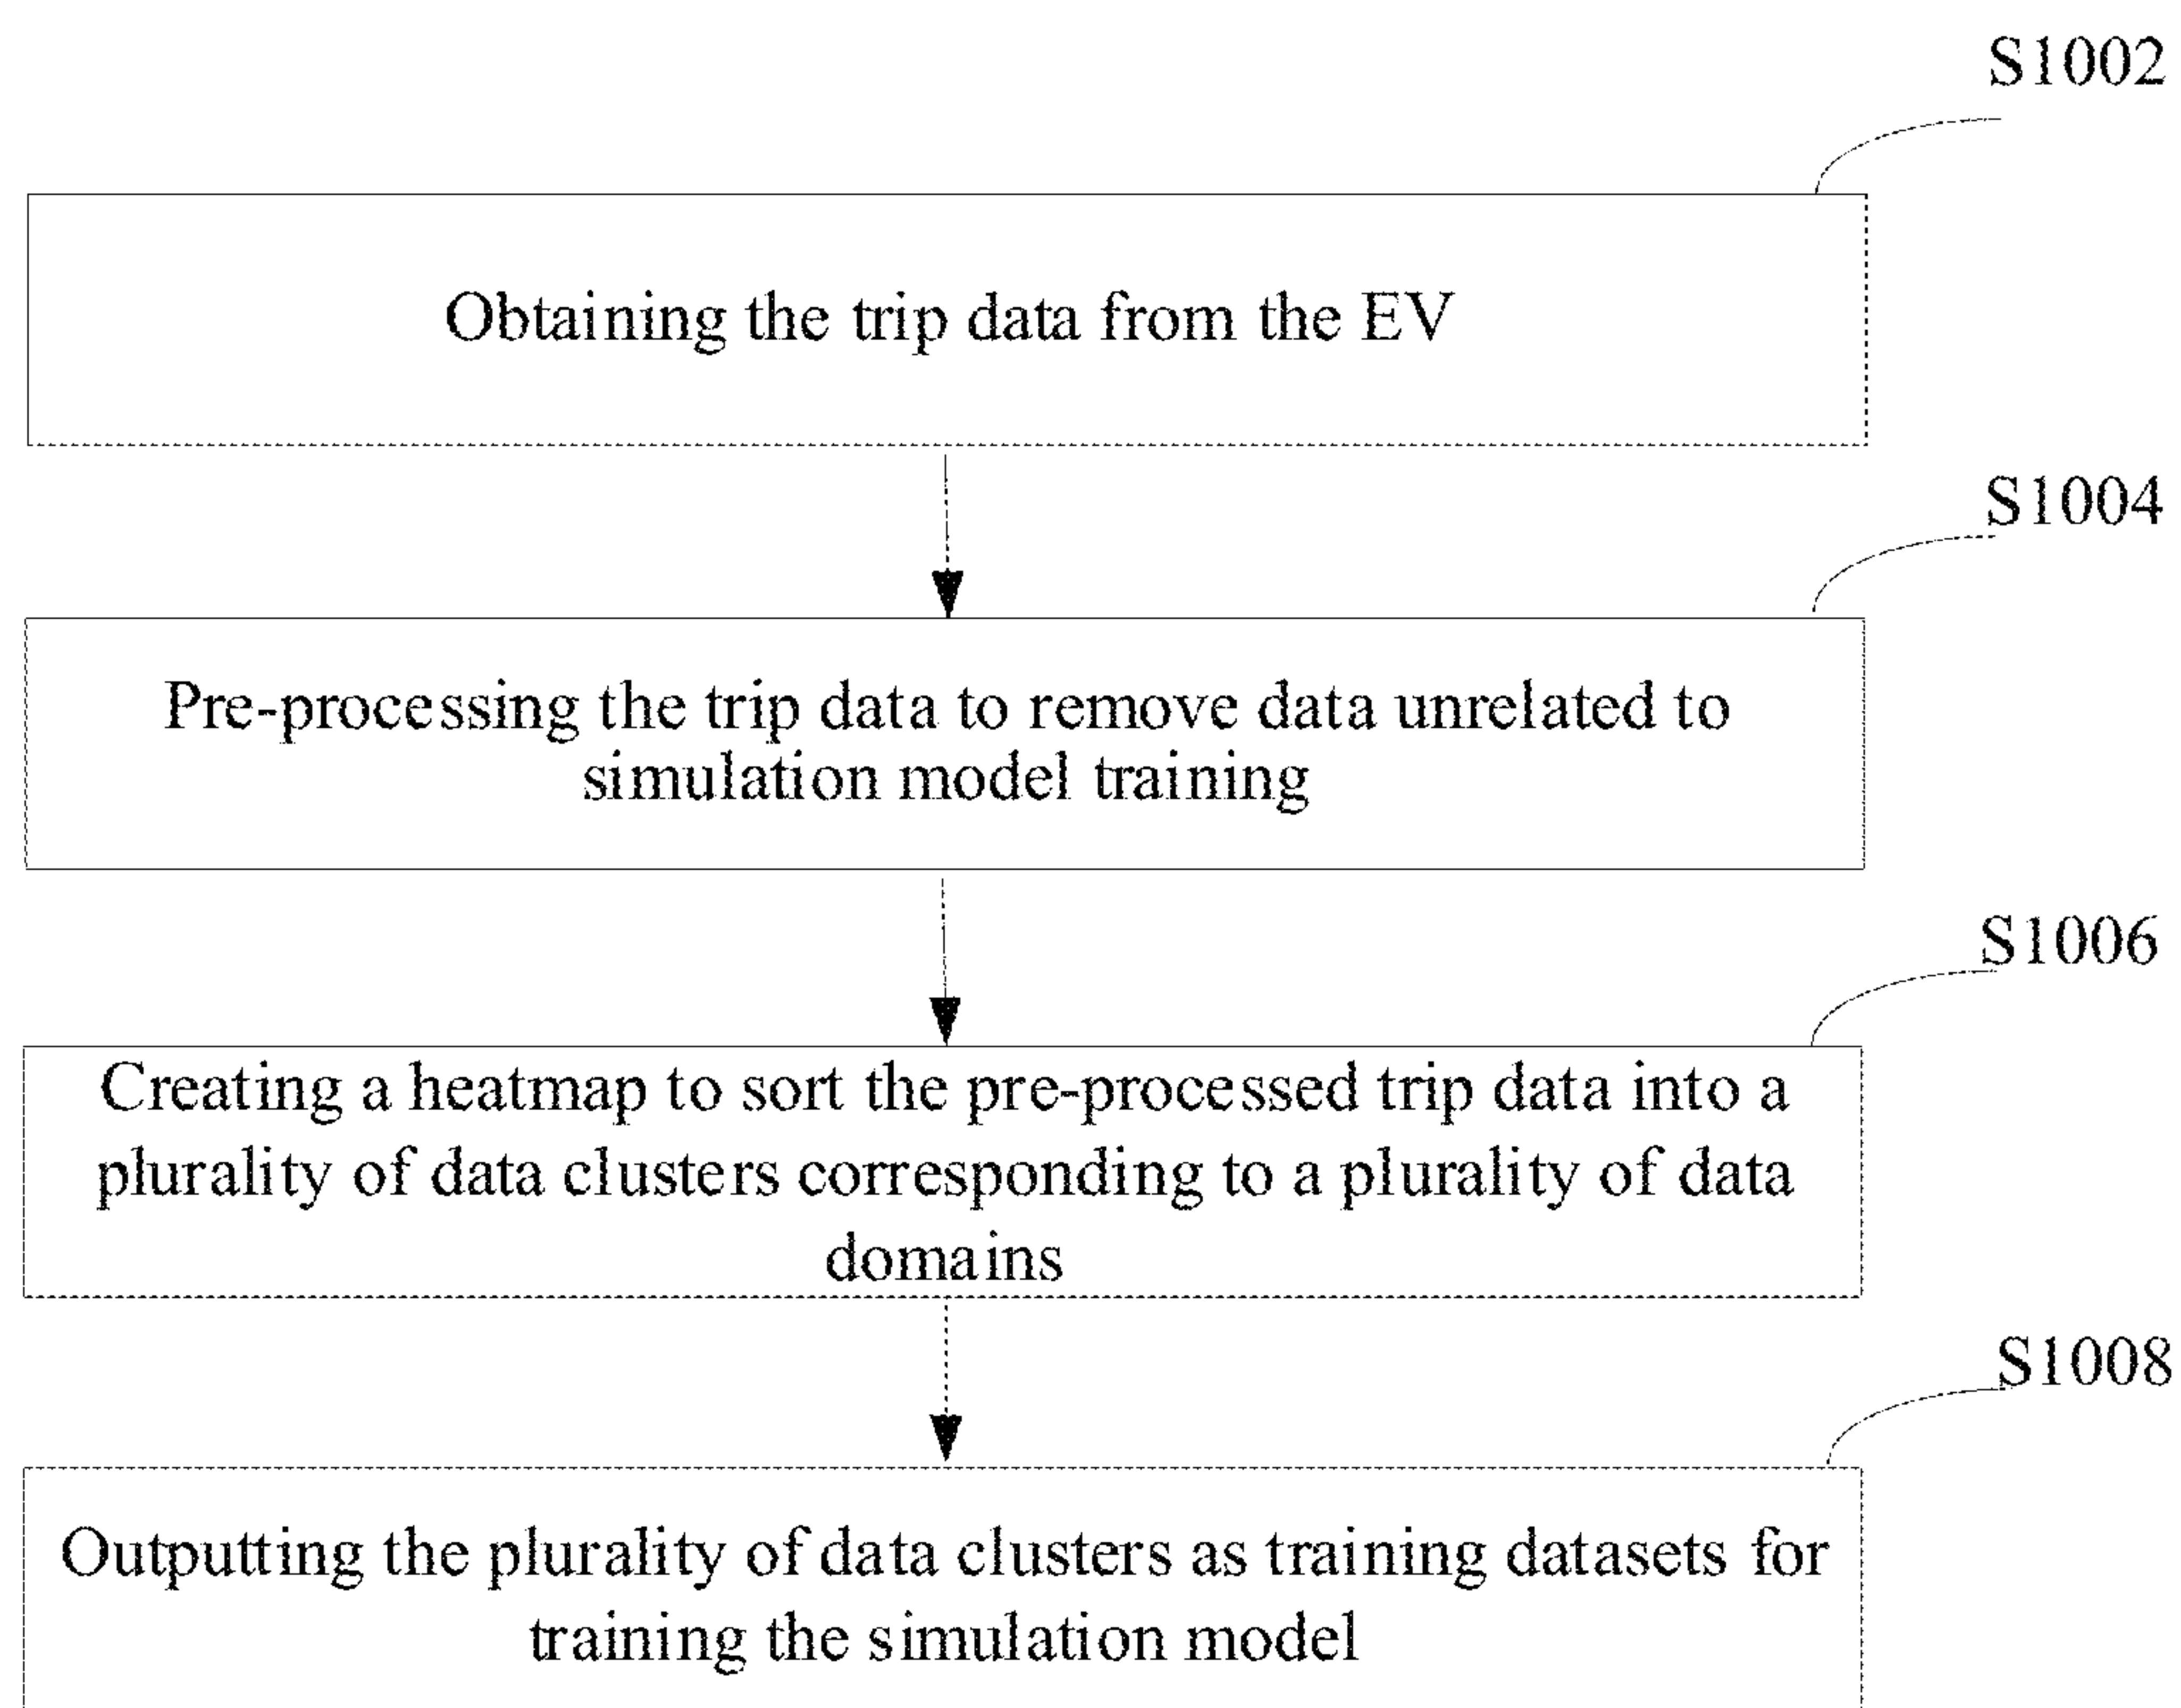 S1002
Obtaining the trip data from the EV
S1004
Pre-processing the trip data to remove data unrelated to
simulation model training
S1006
Creating a heatmap to sort the pre-processed trip data into a
plurality of data clusters corresponding to a plurality of data
domains
S1008
Outputting the plurality of data clusters as training datasets for
training the simulation model